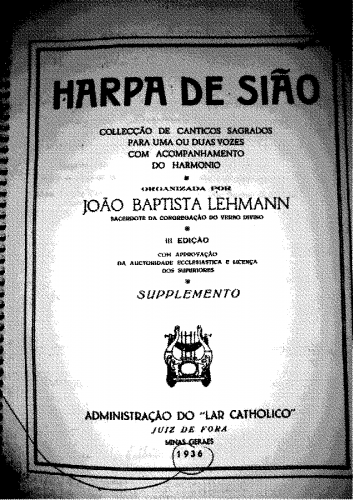 HARPA DE SIÃO
COLLECÇÃO DE CANTICOS SAGRADOS
PARA UMA OU DUAS VOZES
COM ACOMPANHAMENTO
DO HARMONIO
ORGANIZADA POR
JOÃO BAPTISTA LEHMANN
SACERDOTE DA CONGREGAÇÃO DO VERBO DIVINO
III EDIÇÃO
COM APPROVAÇÃO
DA AUCTORIDADE ECCLESIASTICA E LICENÇA
DOS SUPERIORES
SUPPLEMENTO
ADMINISTRAÇÃO DO "LAR CATHOLICO"
JUIZ DE FORA
MINAS GERAES
1936